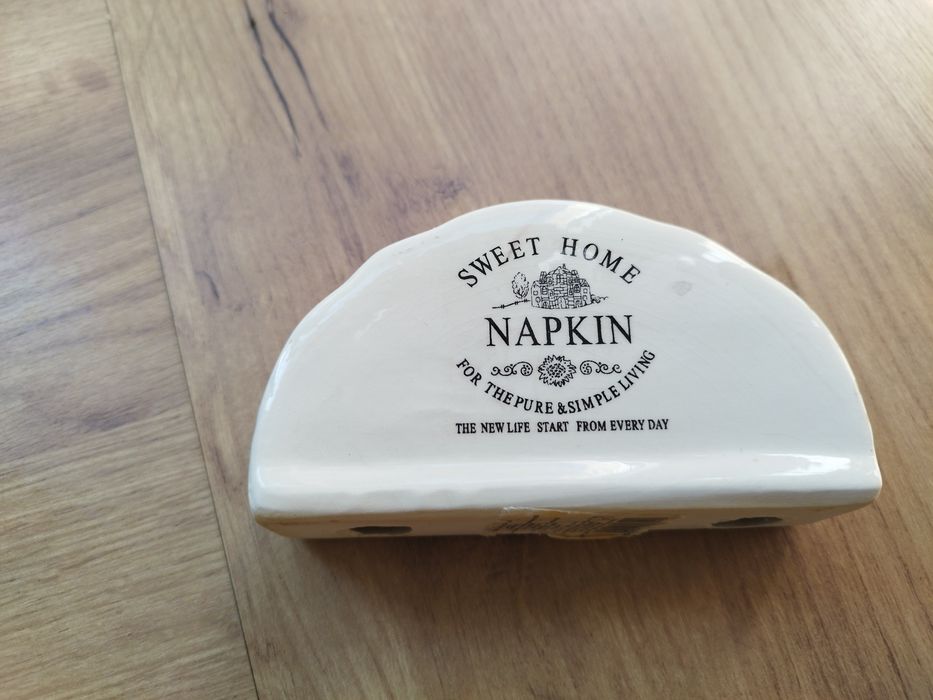 SWEET HOME
NAPKIN
FOR THE PURE & SIMPLE LIVING
THE NEW LIFE START FROM EVERY DAY